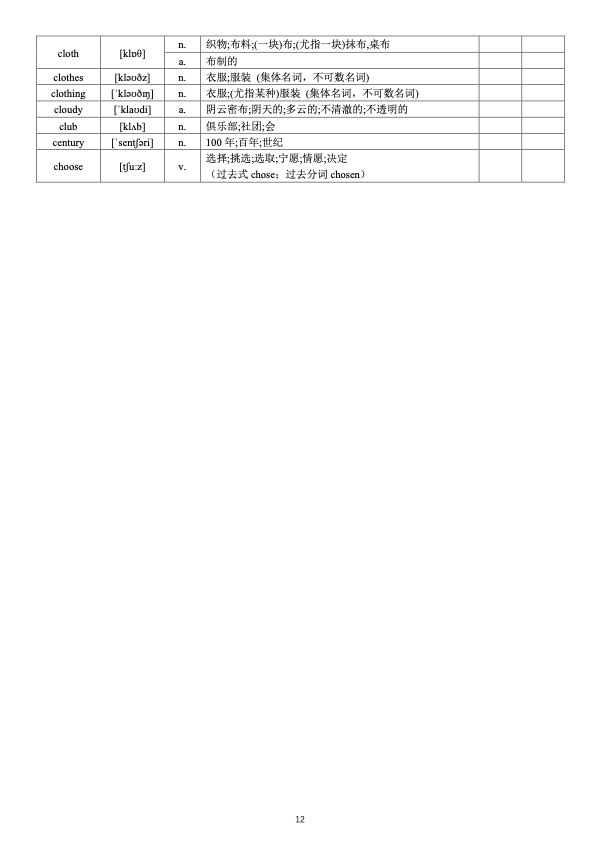 cloth [klɒθ] n. 织物;布料;(一块)布;(尤指一块)抹布,桌布
a. 布制的
clothes [kləʊðz] n. 衣服;服装 (集体名词，不可数名词)
clothing [ˈkləʊðɪŋ] n. 衣服;(尤指某种)服装 (集体名词，不可数名词)
cloudy [ˈklaʊdi] a. 阴云密布;阴天的;多云的;不清澈的;不透明的
club [klʌb] n. 俱乐部;社团;会
century [ˈsentʃəri] n. 100 年;百年;世纪
choose [tʃuːz] v. 选择;挑选;选取;宁愿;情愿;决定
（过去式 chose；过去分词 chosen）
12